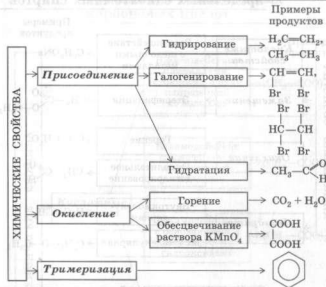 Примеры
продуктов
ХИМИЧЕСКИЕ СВОЙСТВА
Присоединение
Гидрирование
H₂C=CH₂,
CH₃—CH₃
Галогенирование
CH=CH,
Br Br
Br Br
HC—CH
Br Br
Гидратация
CH₃—C
O
H
Окисление
Горение
CO₂ + H₂O
Обесцвечивание
раствора KMnO₄
COOH
COOH
Тримеризация